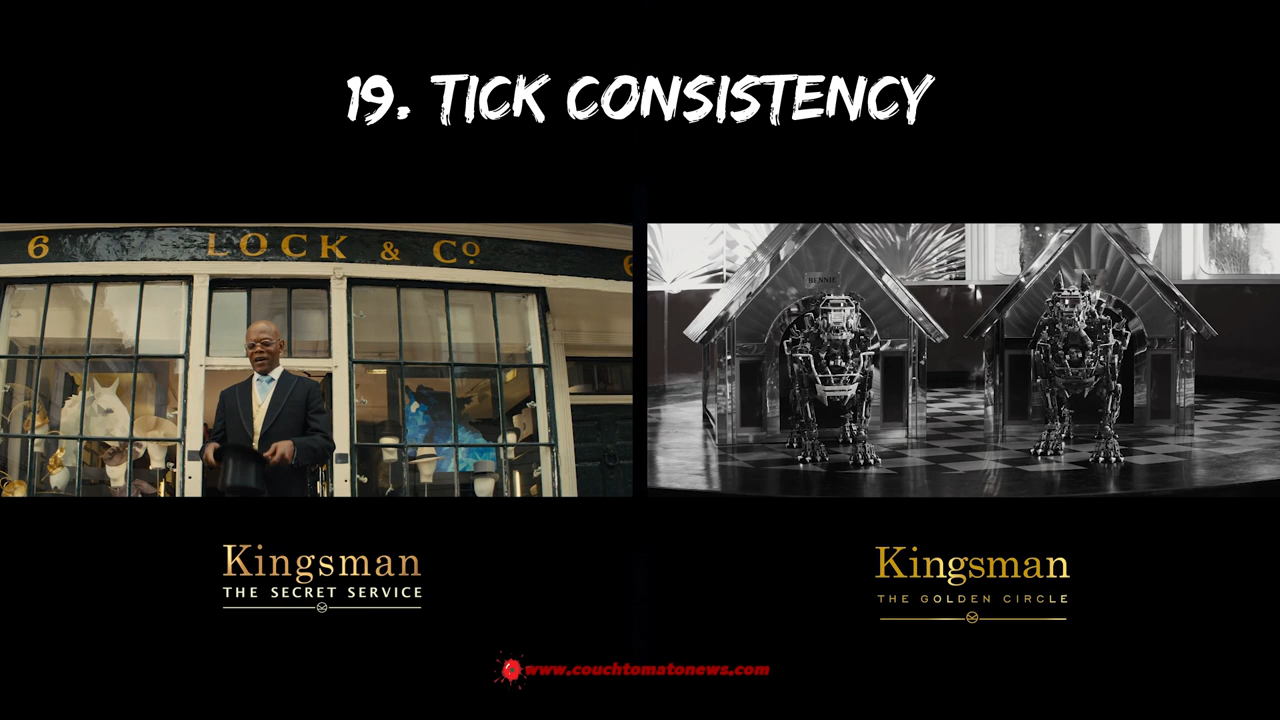 19. TICK CONSISTENCY
6 LOCK & Co 6
BENNIE
Kingsman
THE SECRET SERVICE
Kingsman
THE GOLDEN CIRCLE
www.couchtomatonews.com